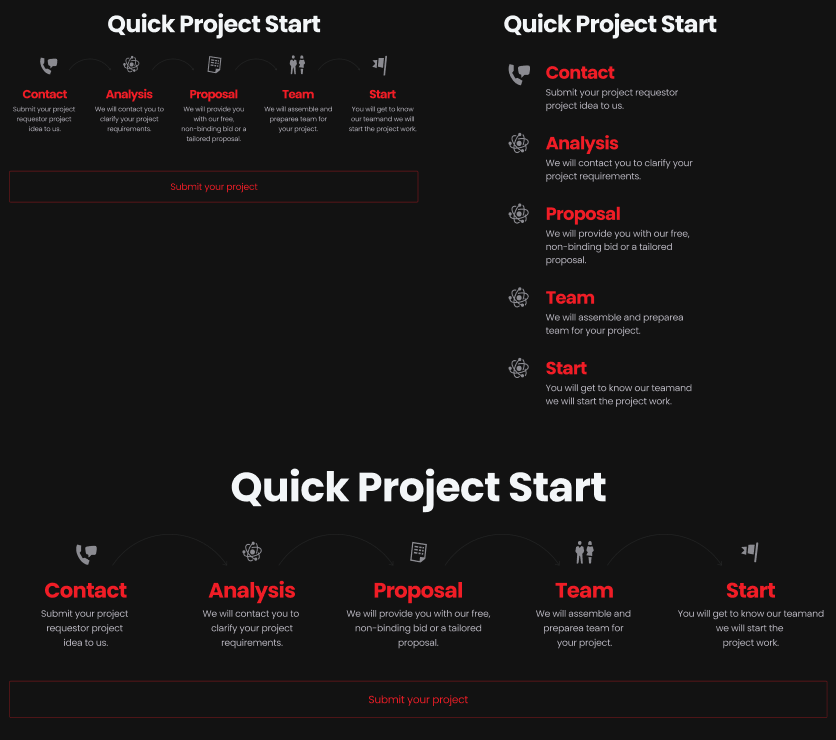 Quick Project Start
Contact
Submit your project
requestor project
idea to us.
Analysis
We will contact you to
clarify your project
requirements.
Proposal
We will provide you
with our free,
non-binding bid or a
tailored proposal.
Team
We will assemble and
preparea team for
your project.
Start
You will get to know
our teamand we will
start the project work.
Submit your project
Quick Project Start
Contact
Submit your project requestor
project idea to us.
Analysis
We will contact you to clarify your
project requirements.
Proposal
We will provide you with our free,
non-binding bid or a tailored
proposal.
Team
We will assemble and preparea
team for your project.
Start
You will get to know our teamand
we will start the project work.
Quick Project Start
Contact
Submit your project
requestor project
idea to us.
Analysis
We will contact you to
clarify your project
requirements.
Proposal
We will provide you with our free,
non-binding bid or a tailored
proposal.
Team
We will assemble and
preparea team for
your project.
Start
You will get to know our teamand
we will start the
project work.
Submit your project